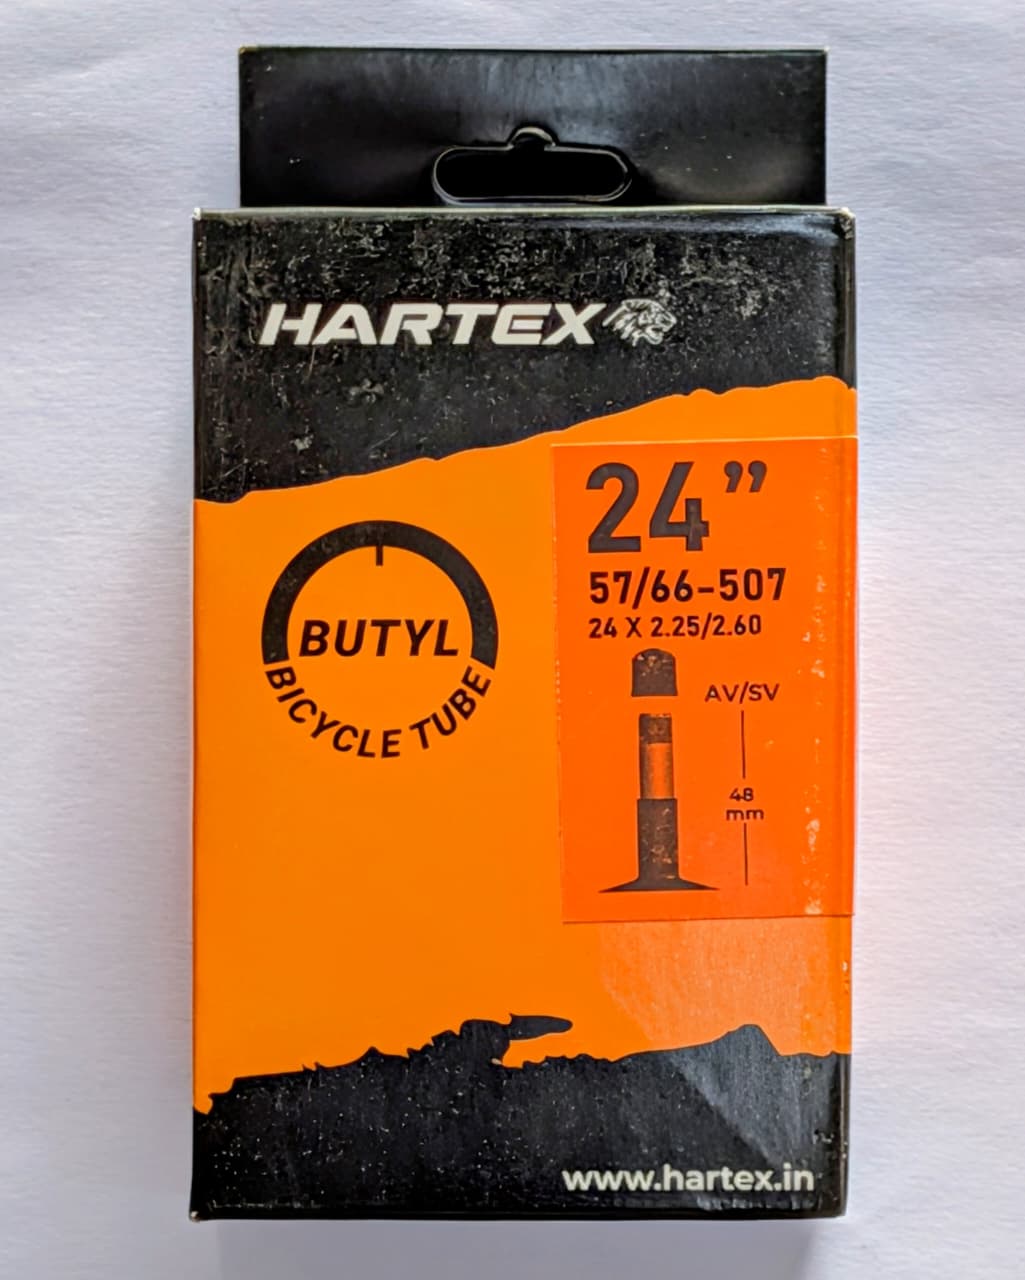 HARTEX
24”
57/66-507
24 X 2.25/2.60
BUTYL
BICYCLE TUBE
AV/SV
48
mm
www.hartex.in